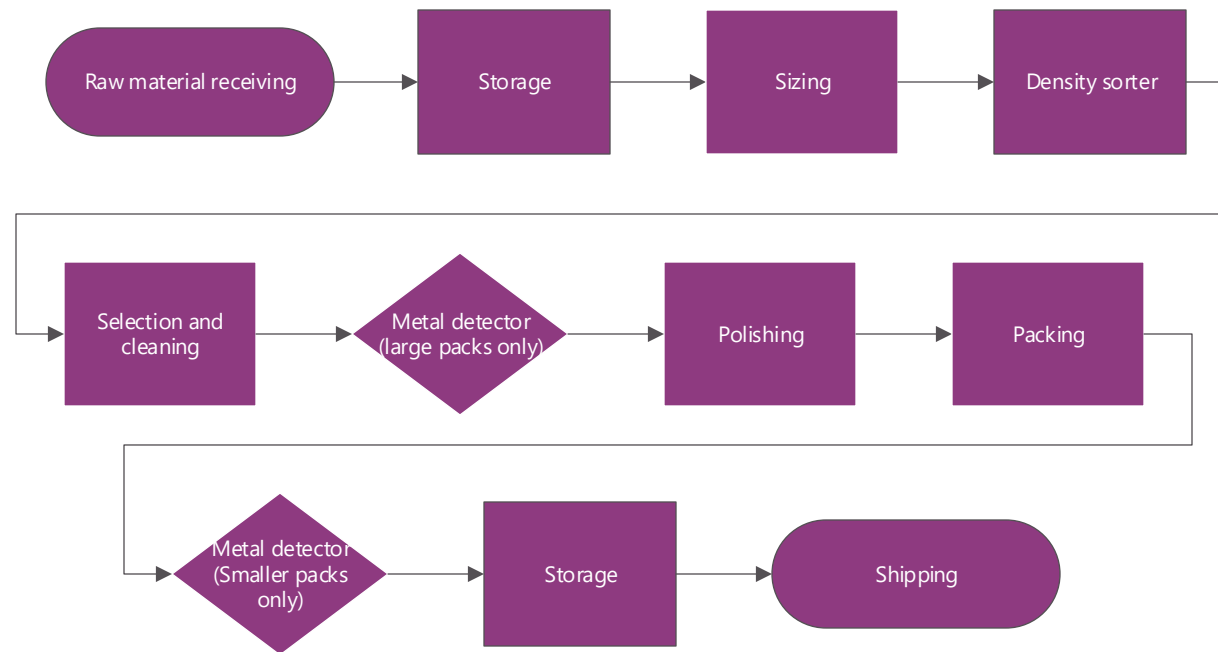 Raw material receiving
Storage
Sizing
Density sorter
Selection and
cleaning
Metal detector
(large packs only)
Polishing
Packing
Metal detector
(Smaller packs
only)
Storage
Shipping